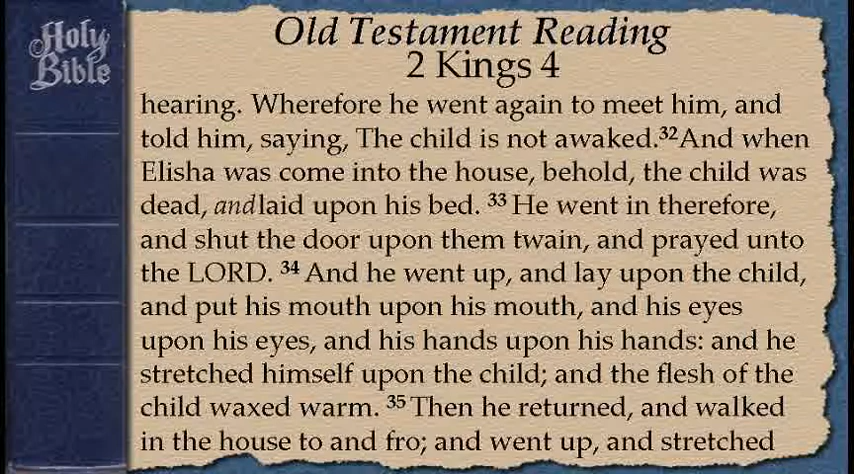 Holy
Bible
Old Testament Reading
2 Kings 4
hearing. Wherefore he went again to meet him, and
told him, saying, The child is not awaked.³²And when
Elisha was come into the house, behold, the child was
dead, andlaid upon his bed. ³³ He went in therefore,
and shut the door upon them twain, and prayed unto
the LORD. ³⁴ And he went up, and lay upon the child,
and put his mouth upon his mouth, and his eyes
upon his eyes, and his hands upon his hands: and he
stretched himself upon the child; and the flesh of the
child waxed warm. ³⁵ Then he returned, and walked
in the house to and fro; and went up, and stretched